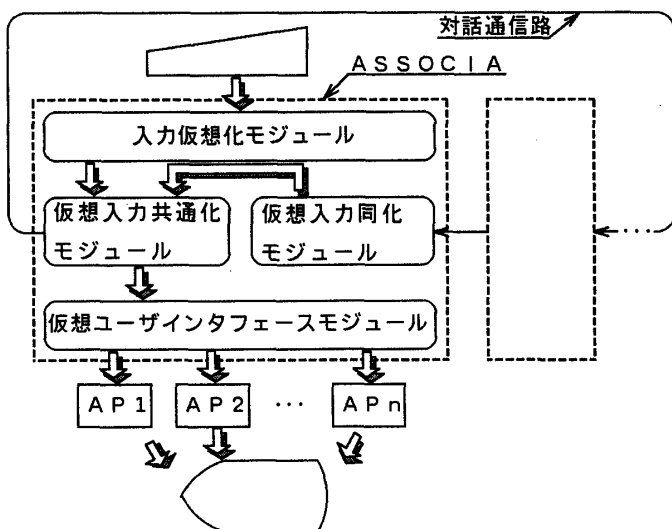 対話通信路
ＡＳＳＯＣＩＡ
入力仮想化モジュール
仮想入力共通化
モジュール
仮想入力同化
モジュール
仮想ユーザインタフェースモジュール
ＡＰ１
ＡＰ２
･･･
ＡＰｎ
･･･